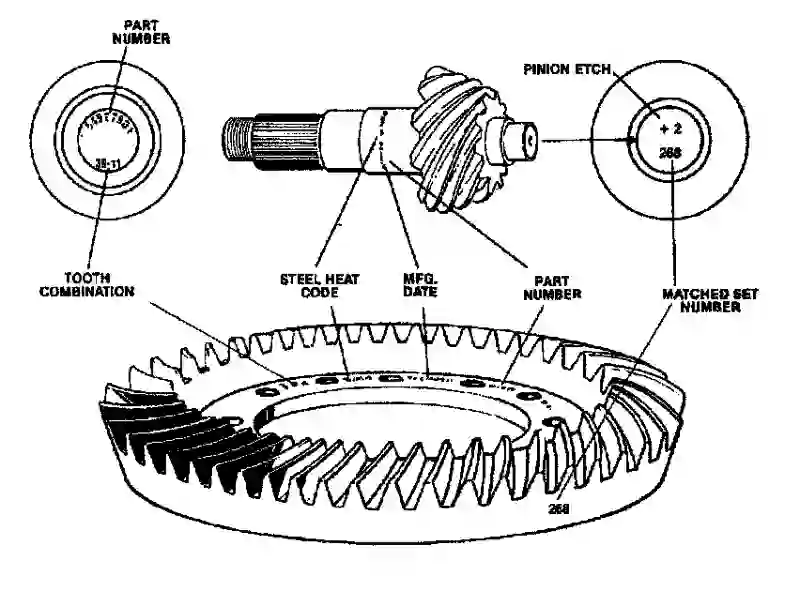 PART
NUMBER
PINION ETCH
+ 2
268
39-11
TOOTH
COMBINATION
STEEL HEAT
CODE
MFG.
DATE
PART
NUMBER
MATCHED SET
NUMBER
268